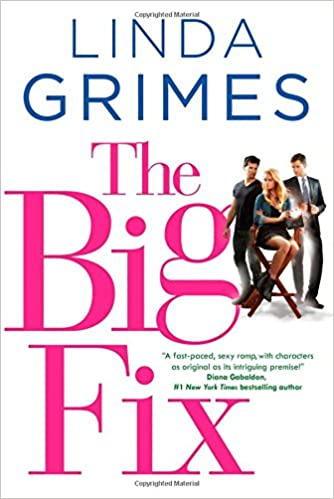 Copyrighted Material
LINDA
GRIMES
The
Big
Fix
"A fast-paced, sexy romp, with characters
as original as its intriguing premise!"
Diana Gabaldon,
#1 New York Times bestselling author
Copyrighted Material